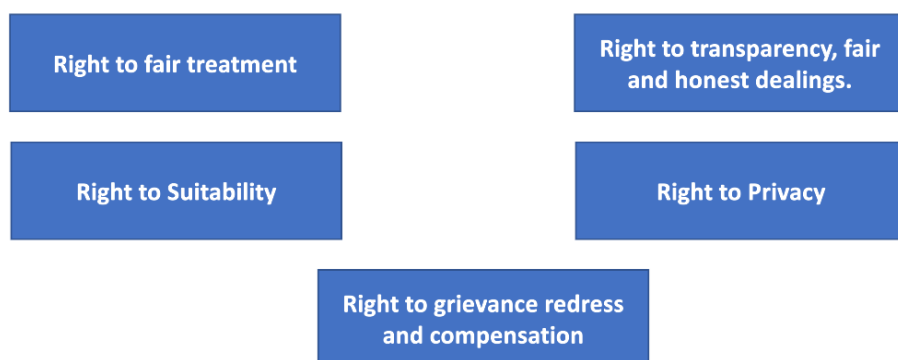 Right to fair treatment
Right to transparency, fair
and honest dealings.
Right to Suitability
Right to Privacy
Right to grievance redress
and compensation